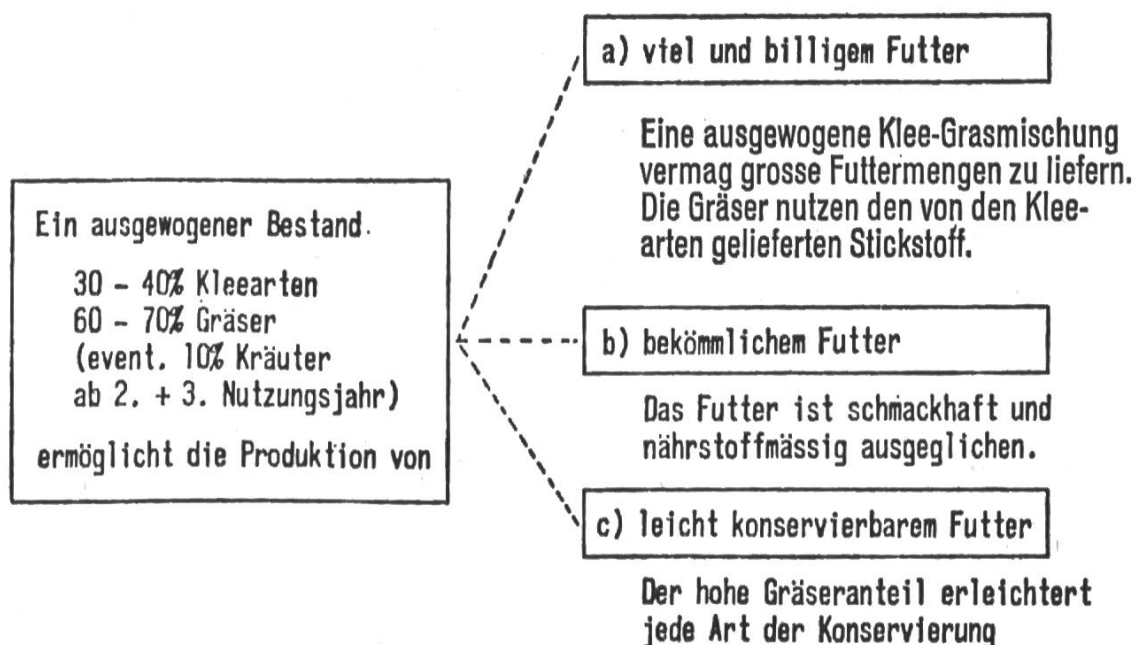 Ein ausgewogener Bestand.
30 - 40% Kleearten
60 - 70% Gräser
(event. 10% Kräuter
ab 2. + 3. Nutzungsjahr)
ermöglicht die Produktion von
a) viel und billigem Futter
Eine ausgewogene Klee-Grasmischung
vermag grosse Futtermengen zu liefern.
Die Gräser nutzen den von den Klee-
arten gelieferten Stickstoff.
b) bekömmlichem Futter
Das Futter ist schmackhaft und
nährstoffmässig ausgeglichen.
c) leicht konservierbarem Futter
Der hohe Gräseranteil erleichtert
jede Art der Konservierung